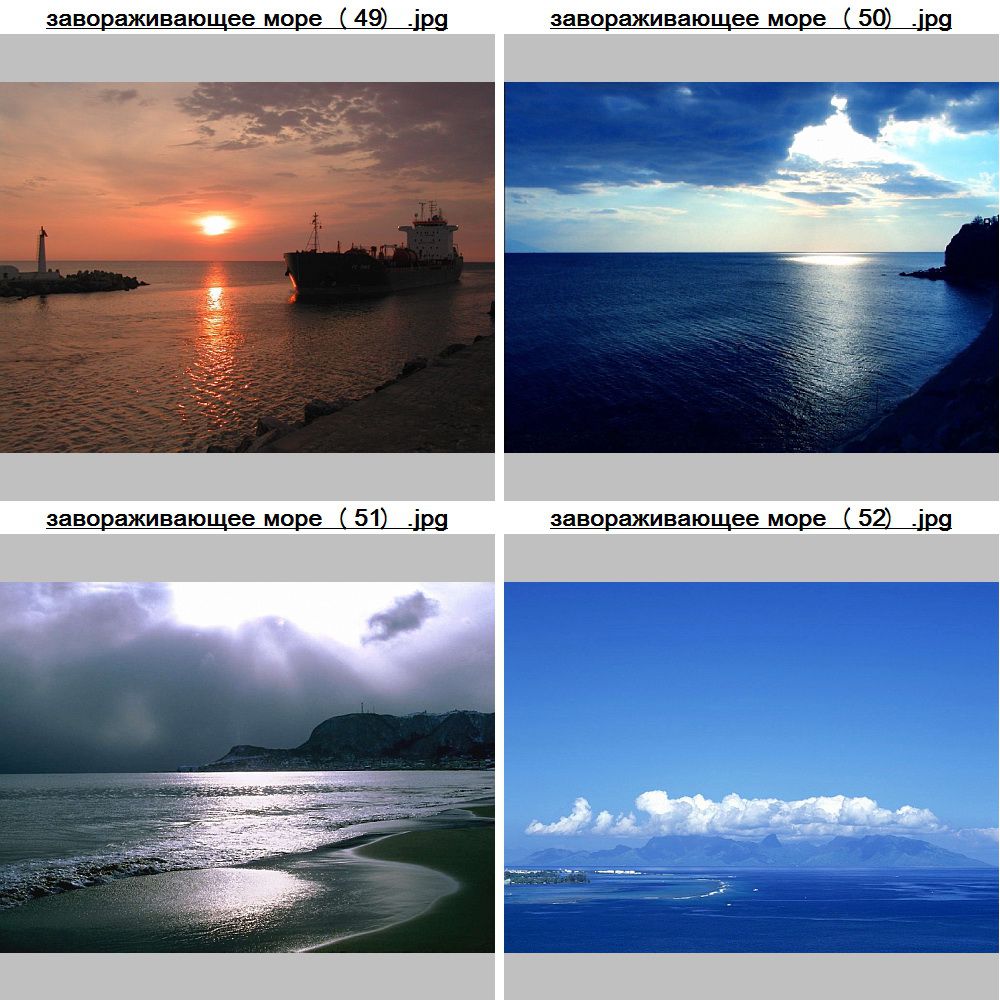 завораживающее море ( 49) .jpg
завораживающее море ( 50) .jpg
завораживающее море ( 51) .jpg
завораживающее море ( 52) .jpg